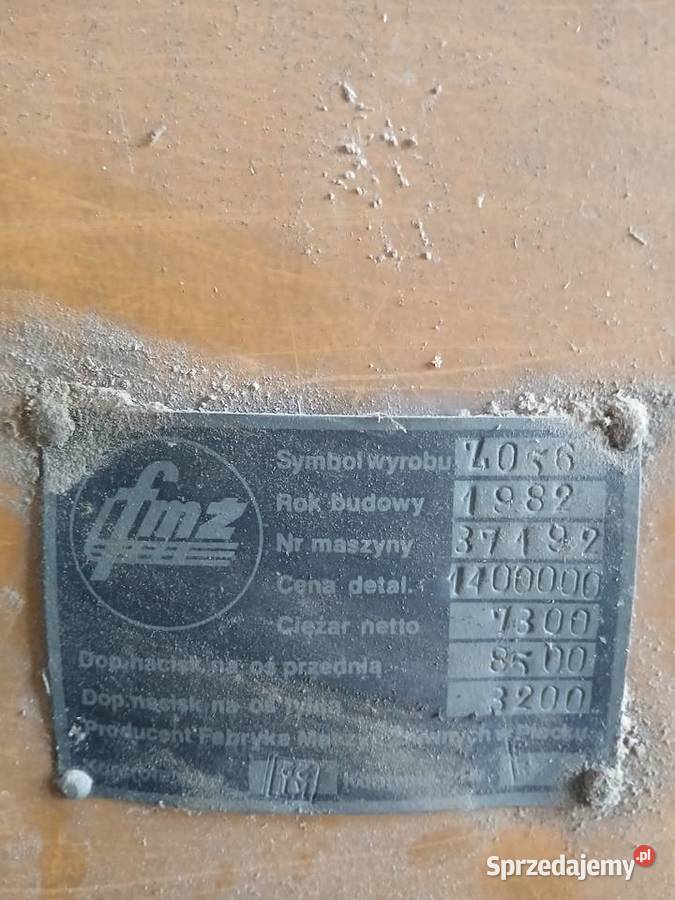 fmz
Symbol wyrobu Z056
Rok budowy 1982
Nr maszyny 37192
Cena detal. 1400000
Ciężar netto 7300
Dop. nacisk na oś przednią 8500
Dop. nacisk na oś tylną 3200
Producent Fabryka w Płocku
Sprzedajemy.pl